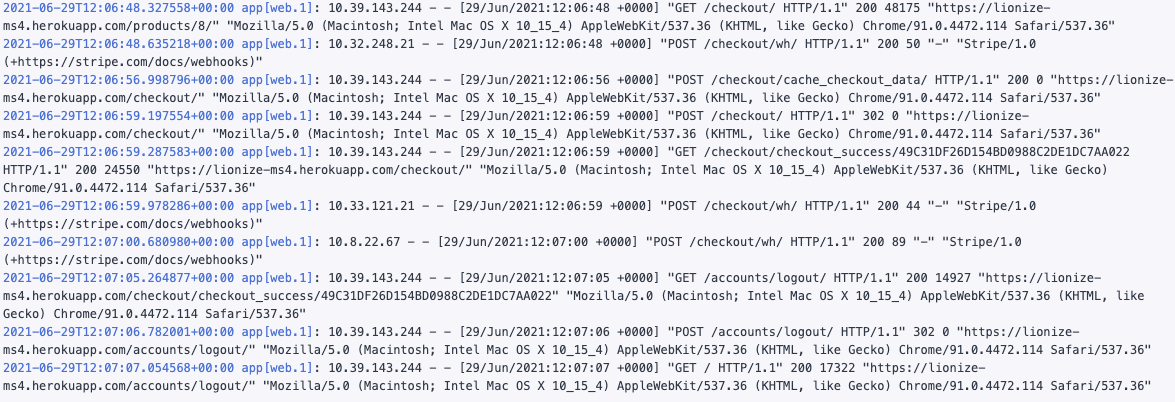 2021-06-29T12:06:48.327558+00:00 app[web.1]: 10.39.143.244 - - [29/Jun/2021:12:06:48 +0000] "GET /checkout/ HTTP/1.1" 200 48175 "https://lionize-
ms4.herokuapp.com/products/8/" "Mozilla/5.0 (Macintosh; Intel Mac OS X 10_15_4) AppleWebKit/537.36 (KHTML, like Gecko) Chrome/91.0.4472.114 Safari/537.36"
2021-06-29T12:06:48.635218+00:00 app[web.1]: 10.32.248.21 - - [29/Jun/2021:12:06:48 +0000] "POST /checkout/wh/ HTTP/1.1" 200 50 "-" "Stripe/1.0
(+https://stripe.com/docs/webhooks)"
2021-06-29T12:06:56.998796+00:00 app[web.1]: 10.39.143.244 - - [29/Jun/2021:12:06:56 +0000] "POST /checkout/cache_checkout_data/ HTTP/1.1" 200 0 "https://lionize-
ms4.herokuapp.com/checkout/" "Mozilla/5.0 (Macintosh; Intel Mac OS X 10_15_4) AppleWebKit/537.36 (KHTML, like Gecko) Chrome/91.0.4472.114 Safari/537.36"
2021-06-29T12:06:59.197554+00:00 app[web.1]: 10.39.143.244 - - [29/Jun/2021:12:06:59 +0000] "POST /checkout/ HTTP/1.1" 302 0 "https://lionize-
ms4.herokuapp.com/checkout/" "Mozilla/5.0 (Macintosh; Intel Mac OS X 10_15_4) AppleWebKit/537.36 (KHTML, like Gecko) Chrome/91.0.4472.114 Safari/537.36"
2021-06-29T12:06:59.287583+00:00 app[web.1]: 10.39.143.244 - - [29/Jun/2021:12:06:59 +0000] "GET /checkout/checkout_success/49C31DF26D154BD0988C2DE1DC7AA022
HTTP/1.1" 200 24550 "https://lionize-ms4.herokuapp.com/checkout/" "Mozilla/5.0 (Macintosh; Intel Mac OS X 10_15_4) AppleWebKit/537.36 (KHTML, like Gecko)
Chrome/91.0.4472.114 Safari/537.36"
2021-06-29T12:06:59.978286+00:00 app[web.1]: 10.33.121.21 - - [29/Jun/2021:12:06:59 +0000] "POST /checkout/wh/ HTTP/1.1" 200 44 "-" "Stripe/1.0
(+https://stripe.com/docs/webhooks)"
2021-06-29T12:07:00.680980+00:00 app[web.1]: 10.8.22.67 - - [29/Jun/2021:12:07:00 +0000] "POST /checkout/wh/ HTTP/1.1" 200 89 "-" "Stripe/1.0
(+https://stripe.com/docs/webhooks)"
2021-06-29T12:07:05.264877+00:00 app[web.1]: 10.39.143.244 - - [29/Jun/2021:12:07:05 +0000] "GET /accounts/logout/ HTTP/1.1" 200 14927 "https://lionize-
ms4.herokuapp.com/checkout/checkout_success/49C31DF26D154BD0988C2DE1DC7AA022" "Mozilla/5.0 (Macintosh; Intel Mac OS X 10_15_4) AppleWebKit/537.36 (KHTML, like
Gecko) Chrome/91.0.4472.114 Safari/537.36"
2021-06-29T12:07:06.782001+00:00 app[web.1]: 10.39.143.244 - - [29/Jun/2021:12:07:06 +0000] "POST /accounts/logout/ HTTP/1.1" 302 0 "https://lionize-
ms4.herokuapp.com/accounts/logout/" "Mozilla/5.0 (Macintosh; Intel Mac OS X 10_15_4) AppleWebKit/537.36 (KHTML, like Gecko) Chrome/91.0.4472.114 Safari/537.36"
2021-06-29T12:07:07.054568+00:00 app[web.1]: 10.39.143.244 - - [29/Jun/2021:12:07:07 +0000] "GET / HTTP/1.1" 200 17322 "https://lionize-
ms4.herokuapp.com/accounts/logout/" "Mozilla/5.0 (Macintosh; Intel Mac OS X 10_15_4) AppleWebKit/537.36 (KHTML, like Gecko) Chrome/91.0.4472.114 Safari/537.36"